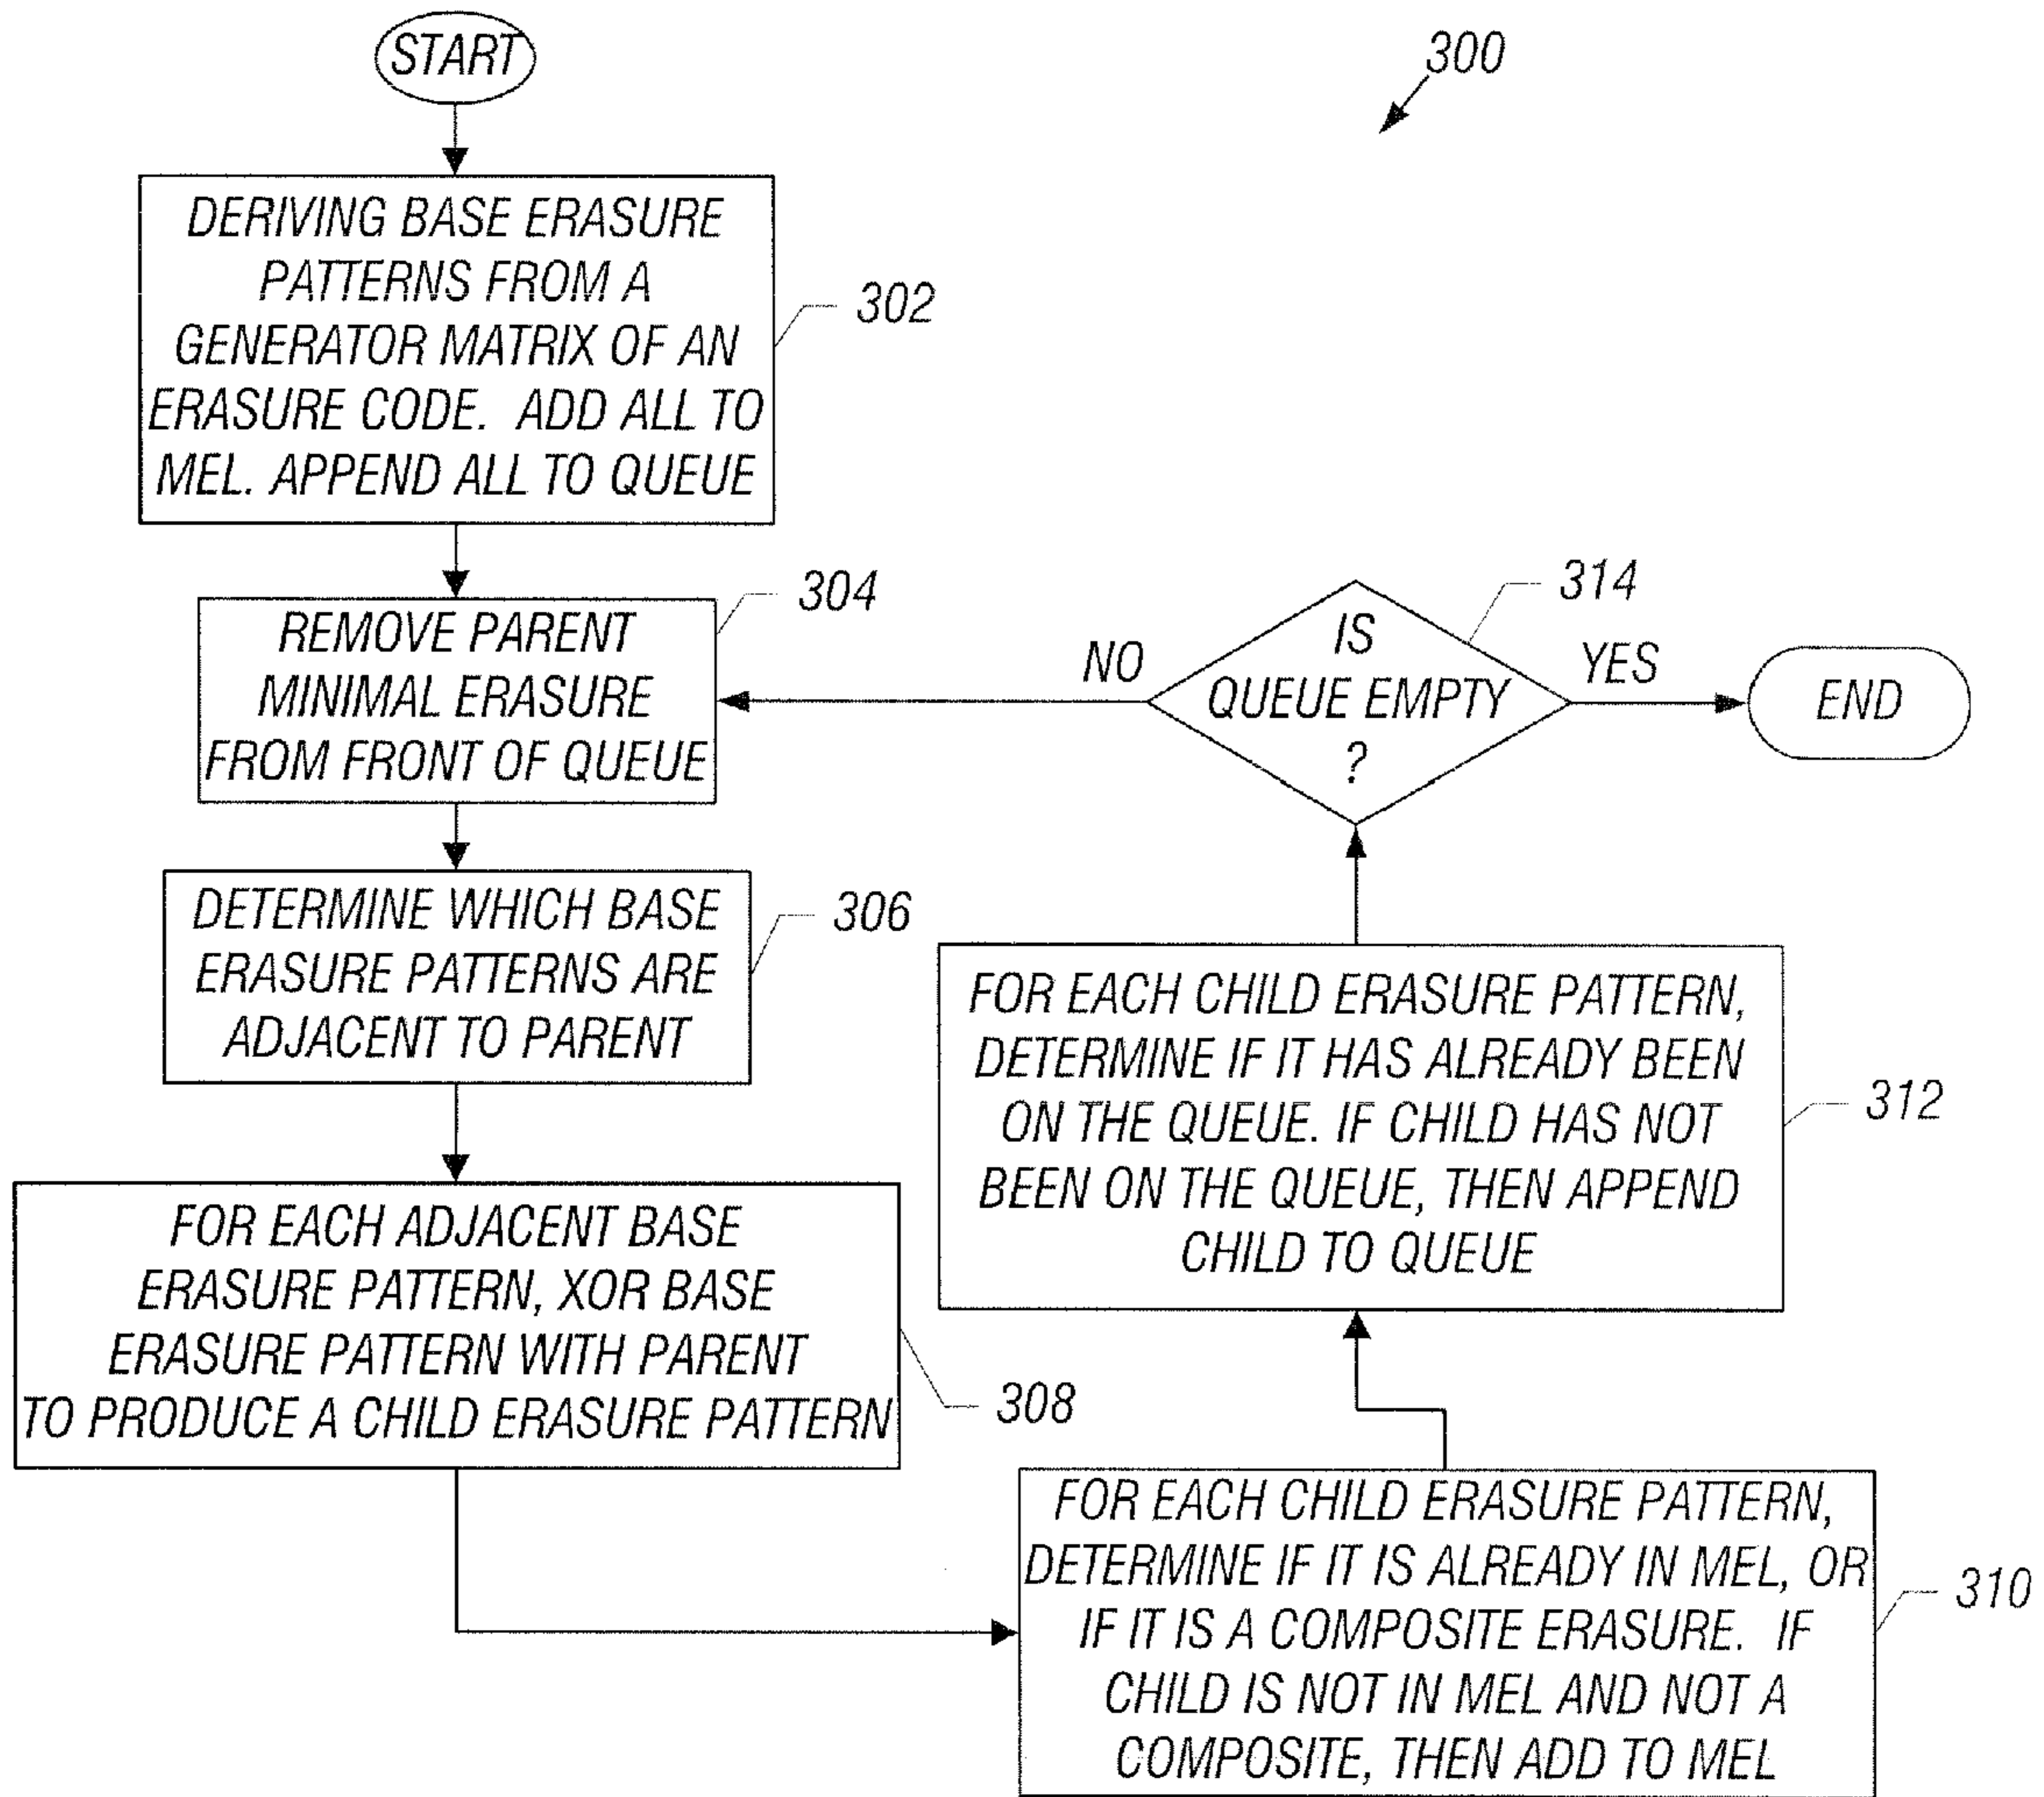 START
300
DERIVING BASE ERASURE
PATTERNS FROM A
GENERATOR MATRIX OF AN
ERASURE CODE. ADD ALL TO
MEL. APPEND ALL TO QUEUE
302
REMOVE PARENT
MINIMAL ERASURE
FROM FRONT OF QUEUE
304
DETERMINE WHICH BASE
ERASURE PATTERNS ARE
ADJACENT TO PARENT
306
FOR EACH ADJACENT BASE
ERASURE PATTERN, XOR BASE
ERASURE PATTERN WITH PARENT
TO PRODUCE A CHILD ERASURE PATTERN
308
FOR EACH CHILD ERASURE PATTERN,
DETERMINE IF IT IS ALREADY IN MEL, OR
IF IT IS A COMPOSITE ERASURE. IF
CHILD IS NOT IN MEL AND NOT A
COMPOSITE, THEN ADD TO MEL
310
FOR EACH CHILD ERASURE PATTERN,
DETERMINE IF IT HAS ALREADY BEEN
ON THE QUEUE. IF CHILD HAS NOT
BEEN ON THE QUEUE, THEN APPEND
CHILD TO QUEUE
312
IS
QUEUE EMPTY
?
314
NO
YES
END